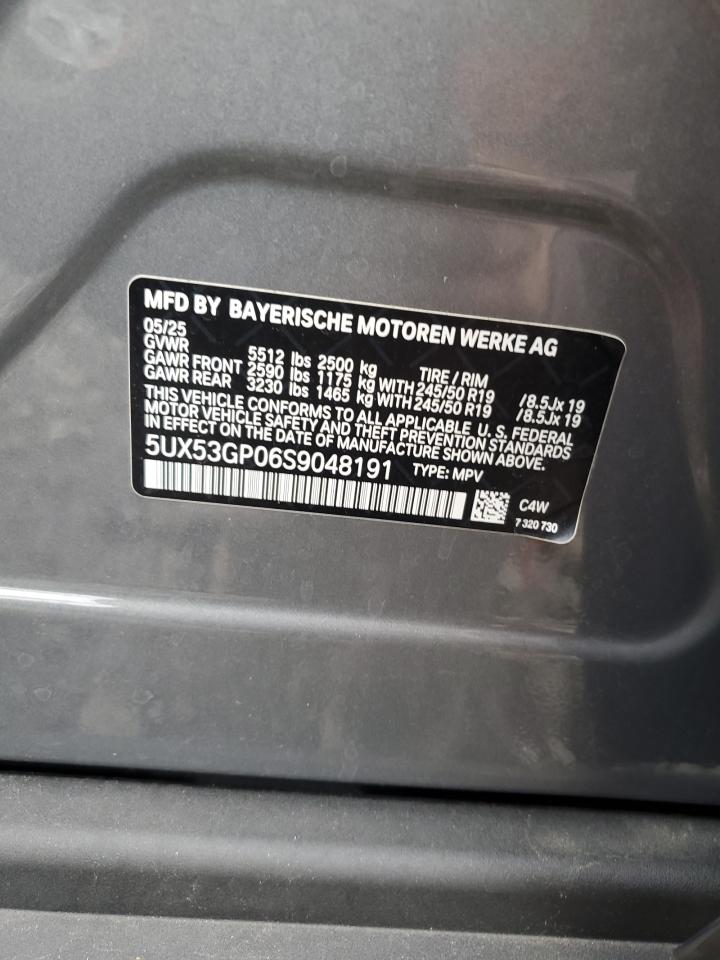 MFD BY BAYERISCHE MOTOREN WERKE AG
05/25
GVWR 5512 lbs 2500 kg TIRE / RIM
GAWR FRONT 2590 lbs 1175 kg WITH 245/50 R19 /8.5Jx 19
GAWR REAR 3230 lbs 1465 kg WITH 245/50 R19 /8.5Jx 19
THIS VEHICLE CONFORMS TO ALL APPLICABLE U. S. FEDERAL
MOTOR VEHICLE SAFETY AND THEFT PREVENTION STANDARDS
IN EFFECT ON THE DATE OF MANUFACTURE SHOWN ABOVE.
5UX53GP06S9048191 TYPE: MPV
C4W
7 320 730